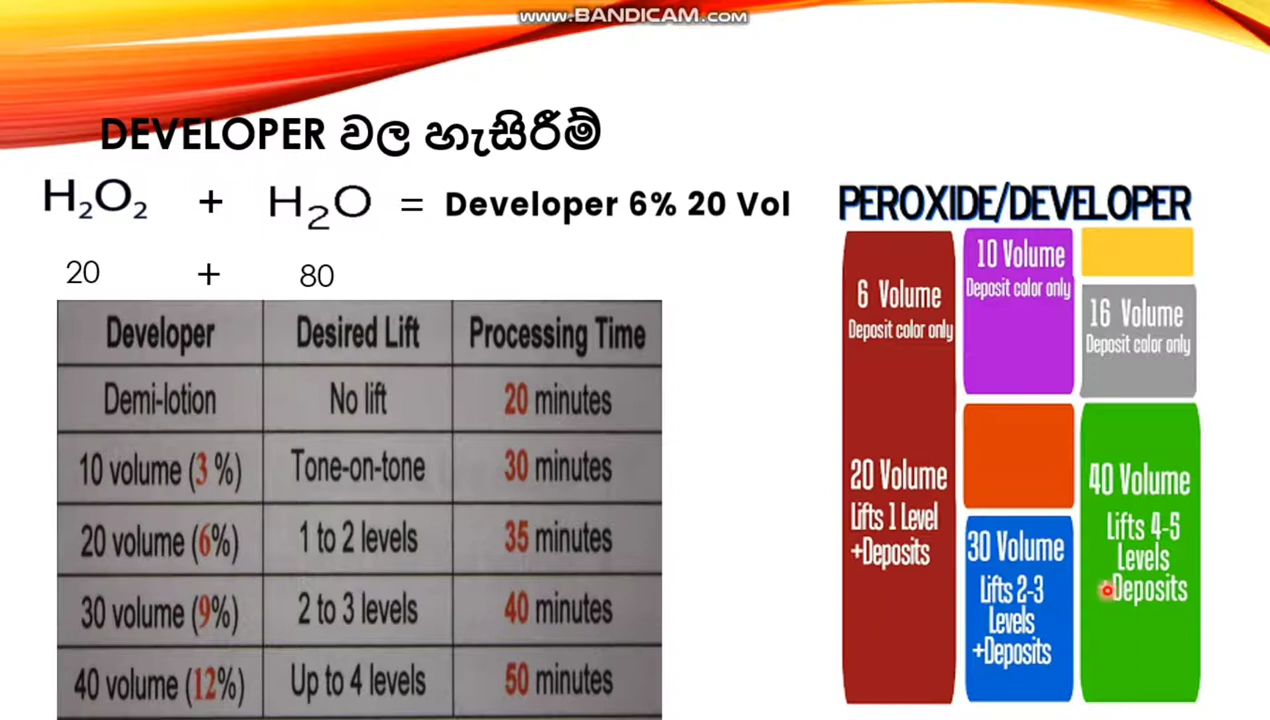 www.BANDICAM.com
DEVELOPER වල හැසිරීම්
H₂O₂ + H₂O = Developer 6% 20 Vol
20 + 80
Developer Desired Lift Processing Time
Demi-lotion No lift 20 minutes
10 volume (3 %) Tone-on-tone 30 minutes
20 volume (6%) 1 to 2 levels 35 minutes
30 volume (9%) 2 to 3 levels 40 minutes
40 volume (12%) Up to 4 levels 50 minutes
PEROXIDE/DEVELOPER
6 Volume
Deposit color only
20 Volume
Lifts 1 Level
+Deposits
10 Volume
Deposit color only
30 Volume
Lifts 2-3
Levels
+Deposits
16 Volume
Deposit color only
40 Volume
Lifts 4-5
Levels
+Deposits